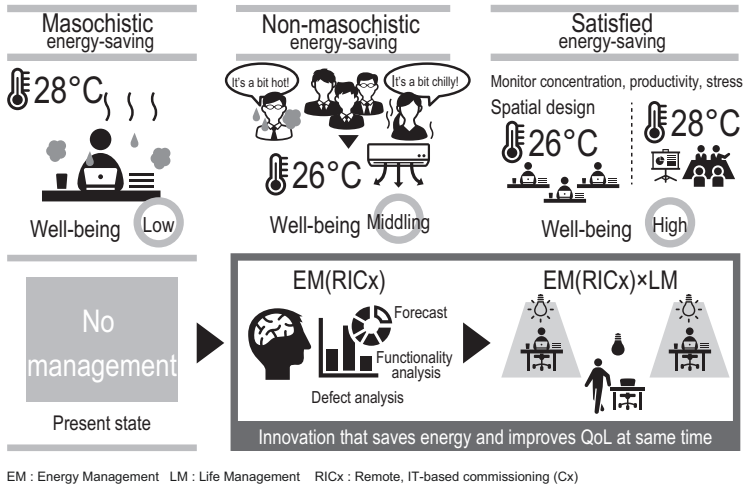 Masochistic
energy-saving
28°C
Well-being Low
Non-masochistic
energy-saving
It's a bit hot!
It's a bit chilly!
26°C
Well-being Middling
Satisfied
energy-saving
Monitor concentration, productivity, stress
Spatial design
26°C
28°C
Well-being High
No
management
Present state
EM(RICx)
Forecast
Functionality
analysis
Defect analysis
EM(RICx)×LM
Innovation that saves energy and improves QoL at same time
EM : Energy Management LM : Life Management RICx : Remote, IT-based commissioning (Cx)